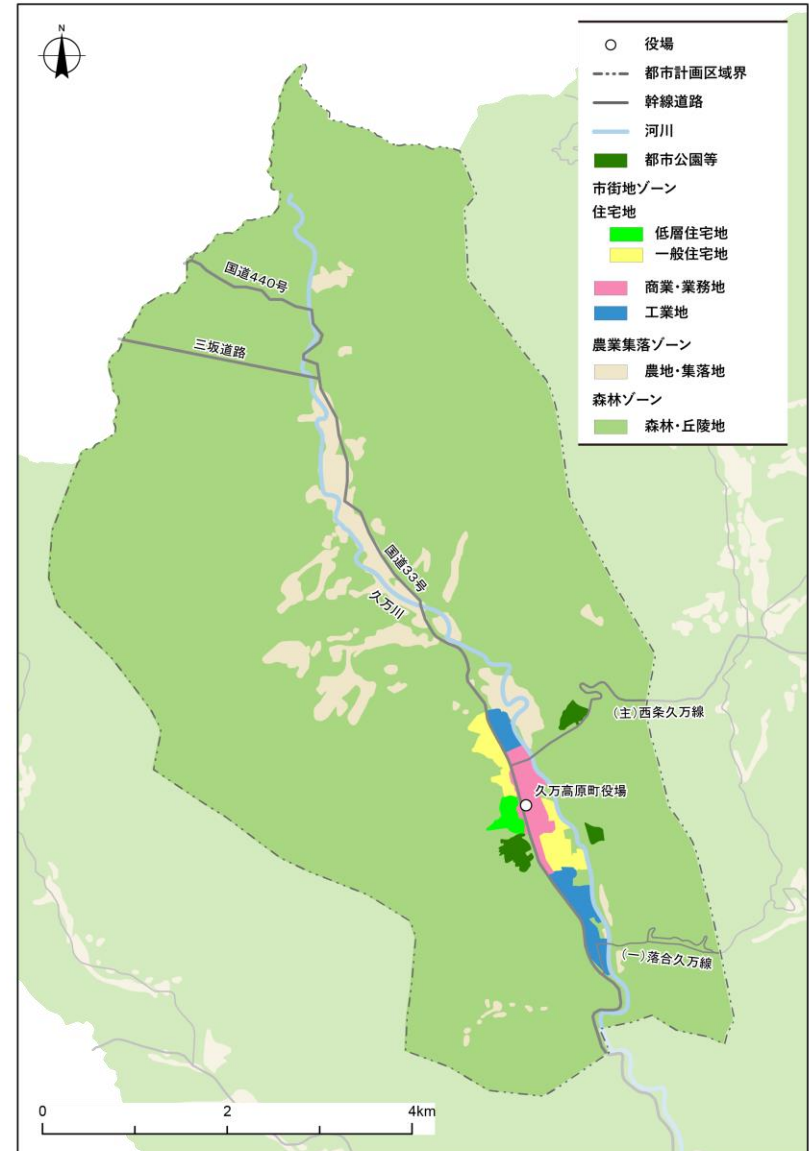 N
役場
都市計画区域界
幹線道路
河川
都市公園等
市街地ゾーン
住宅地
低層住宅地
一般住宅地
商業・業務地
工業地
農業集落ゾーン
農地・集落地
森林ゾーン
森林・丘陵地
国道440号
三坂道路
国道33号
久万川
(主)西条久万線
久万高原町役場
(一)落合久万線
0 2 4km